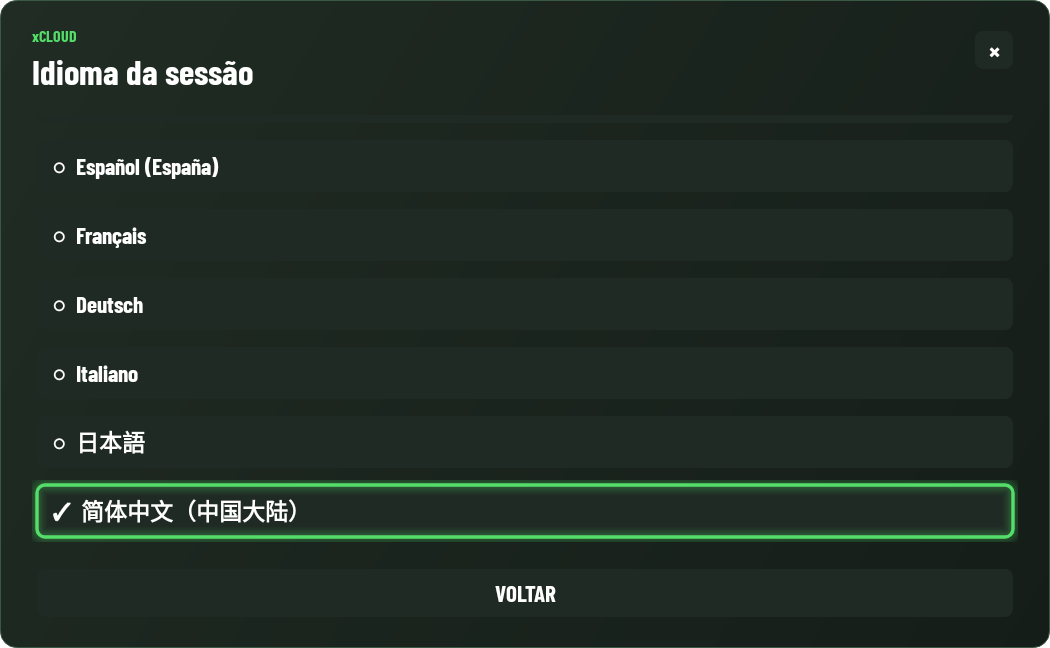 xCLOUD
Idioma da sessão
×
Español (España)
Français
Deutsch
Italiano
日本語
✓ 简体中文（中国大陆）
VOLTAR